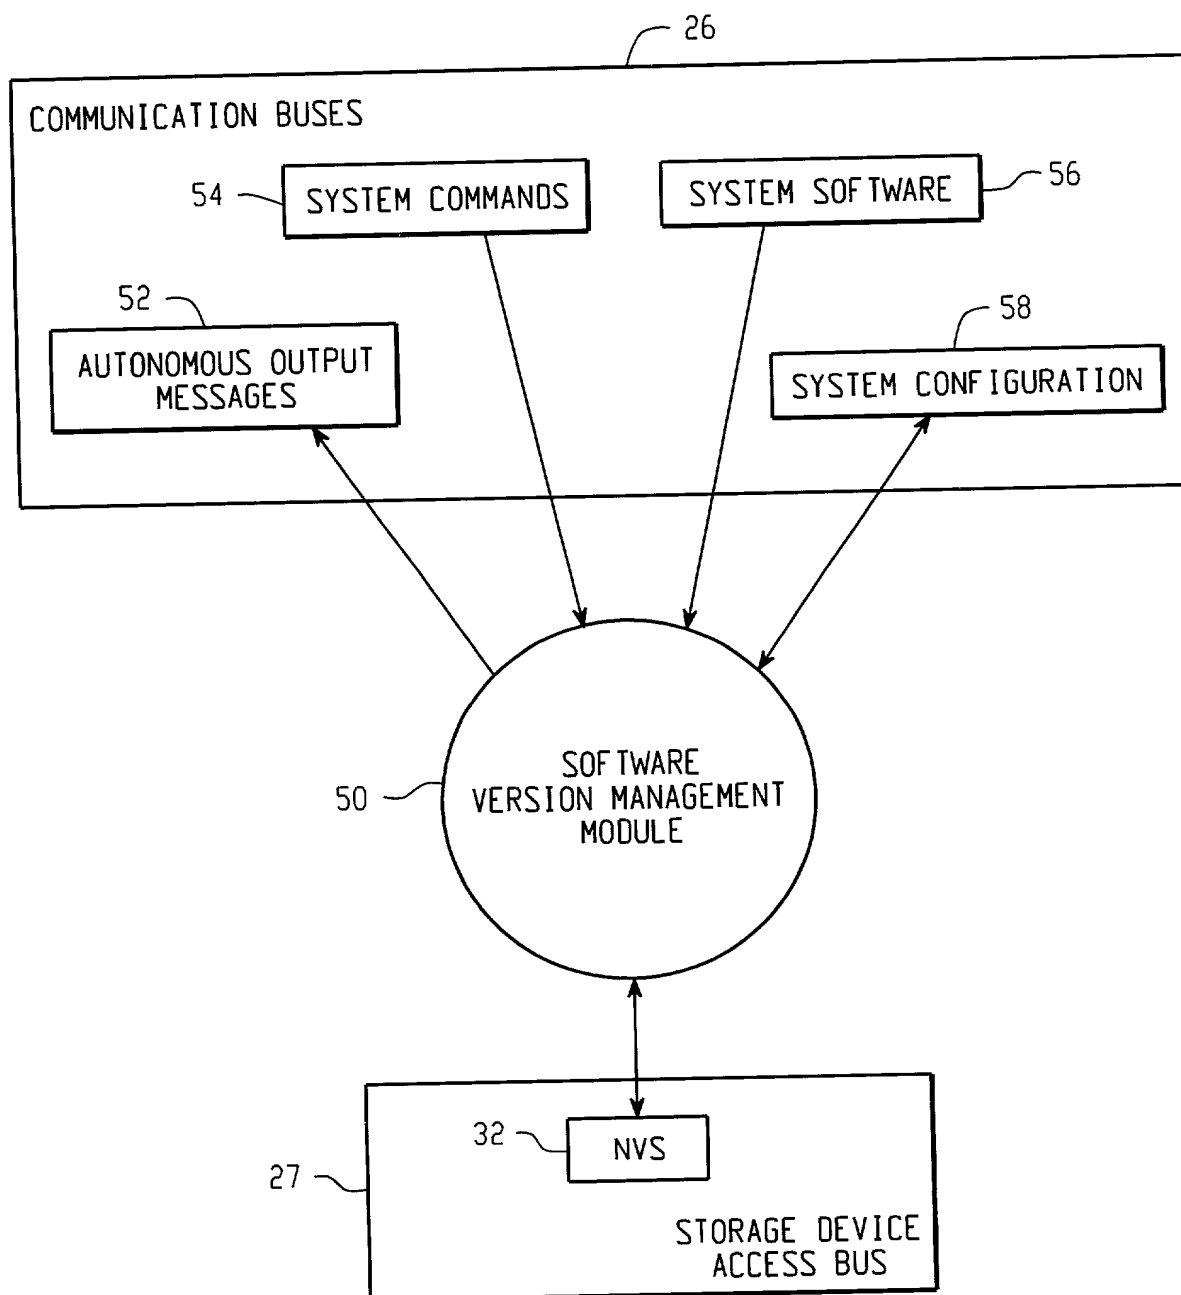 26
COMMUNICATION BUSES
54
SYSTEM COMMANDS
SYSTEM SOFTWARE
56
52
AUTONOMOUS OUTPUT
MESSAGES
58
SYSTEM CONFIGURATION
50
SOFTWARE
VERSION MANAGEMENT
MODULE
32
NVS
27
STORAGE DEVICE
ACCESS BUS